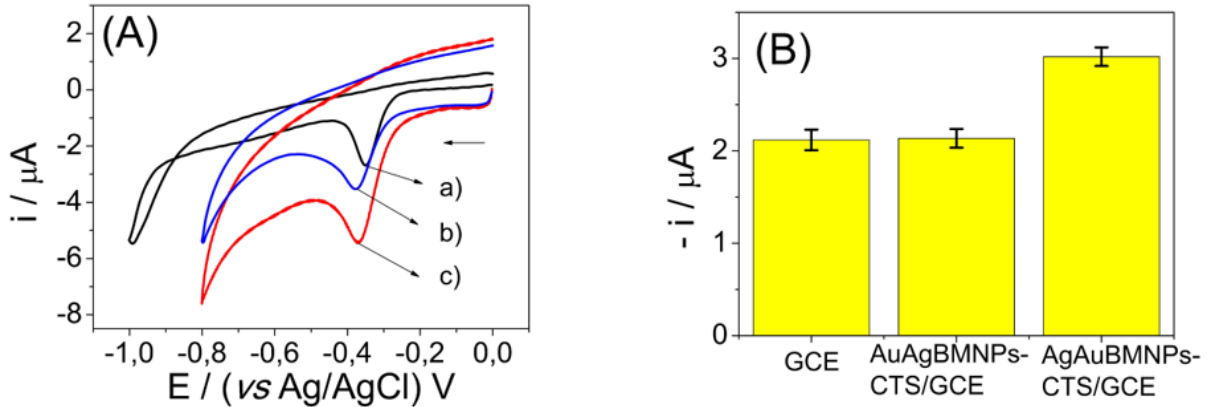 (A)
2
0
-2
-4
-6
-8
i / μA
a)
b)
c)
-1,0
-0,8
-0,6
-0,4
-0,2
0,0
E / (vs Ag/AgCl) V
(B)
3
2
1
0
- i / μA
GCE
AuAgBMNPs-
CTS/GCE
AgAuBMNPs-
CTS/GCE